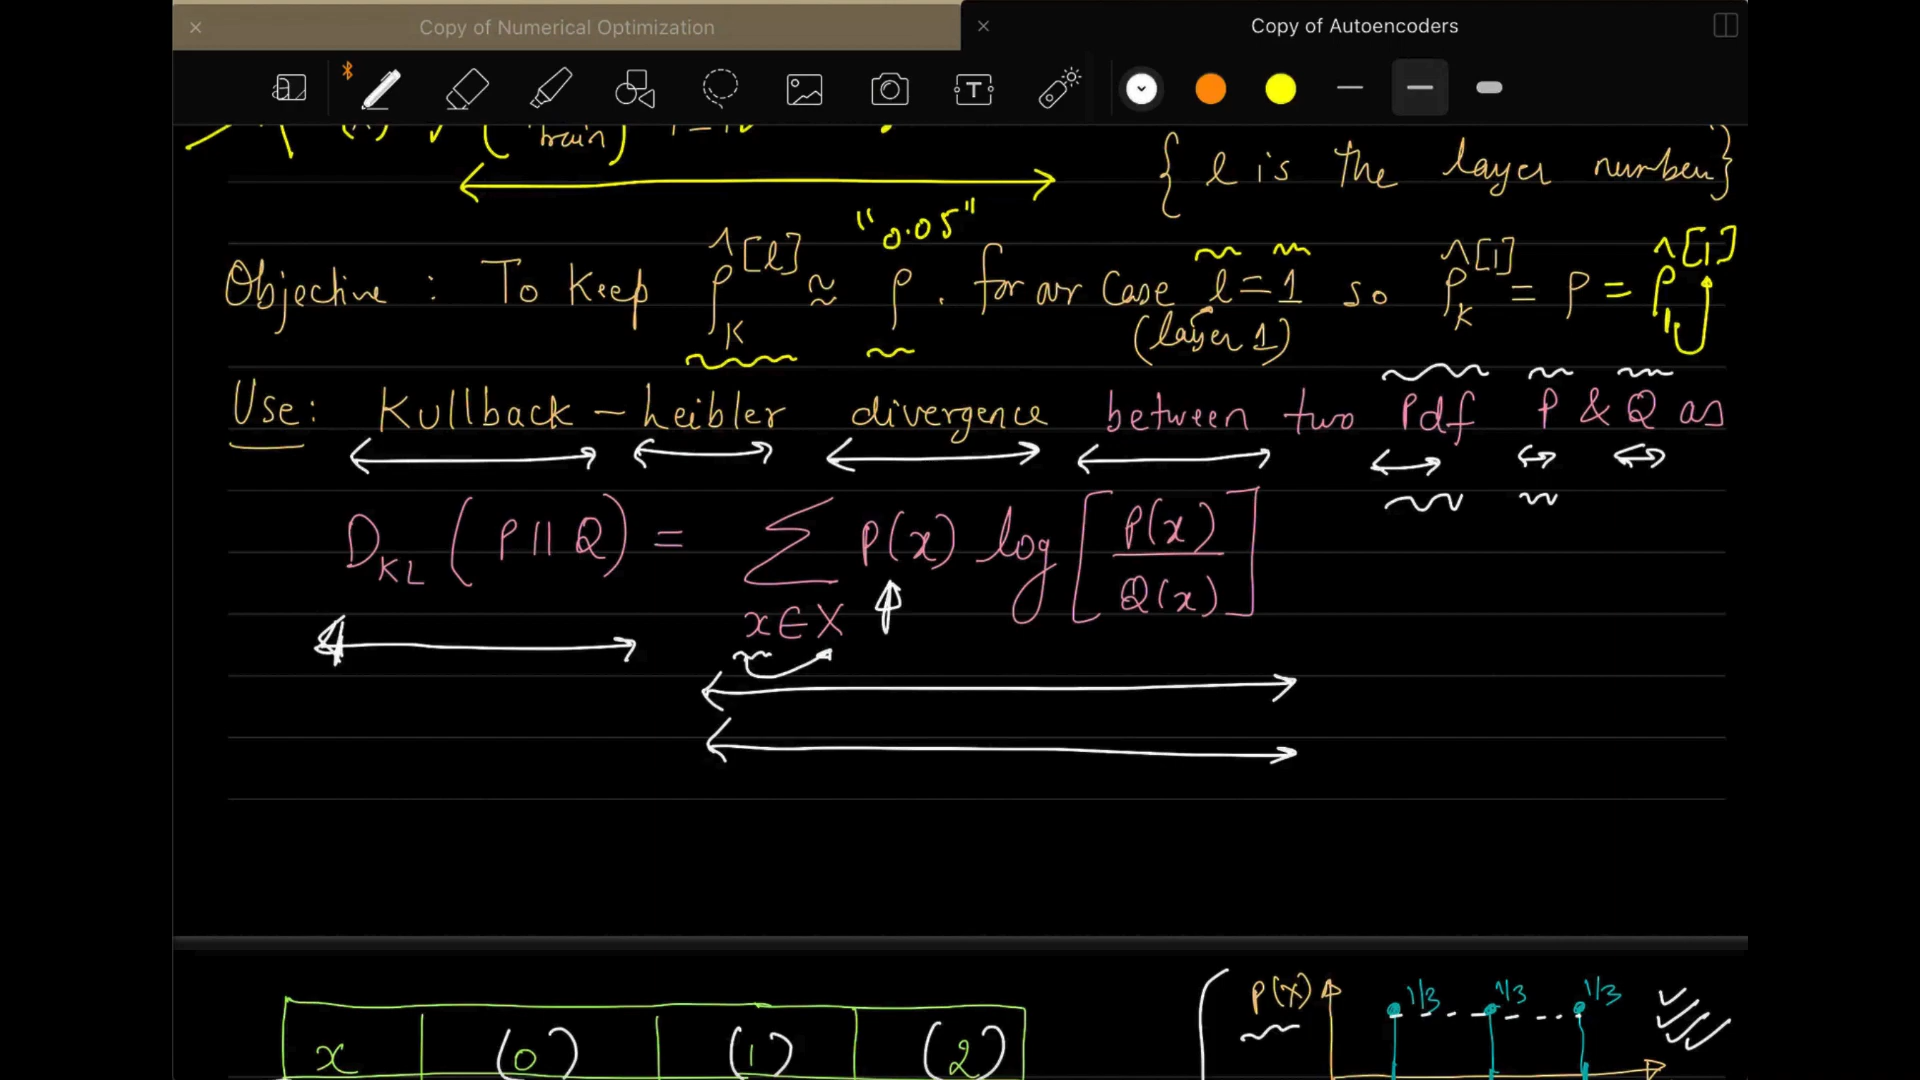 Copy of Numerical Optimization
Copy of Autoencoders
T
train
{ l is the layer number }
"0.05"
Objective : To keep ρ̂_K^[l] ≈ ρ . for our case l = 1 so ρ̂_K^[1] = ρ = ρ̂_1^[1]
(layer 1)
Use: Kullback - heibler divergence between two Pdf P & Q as
D_KL ( P || Q ) = Σ_{x∈X} P(x) log [ P(x) / Q(x) ]
x (0) (1) (2)
P(X) 1/3 1/3 1/3